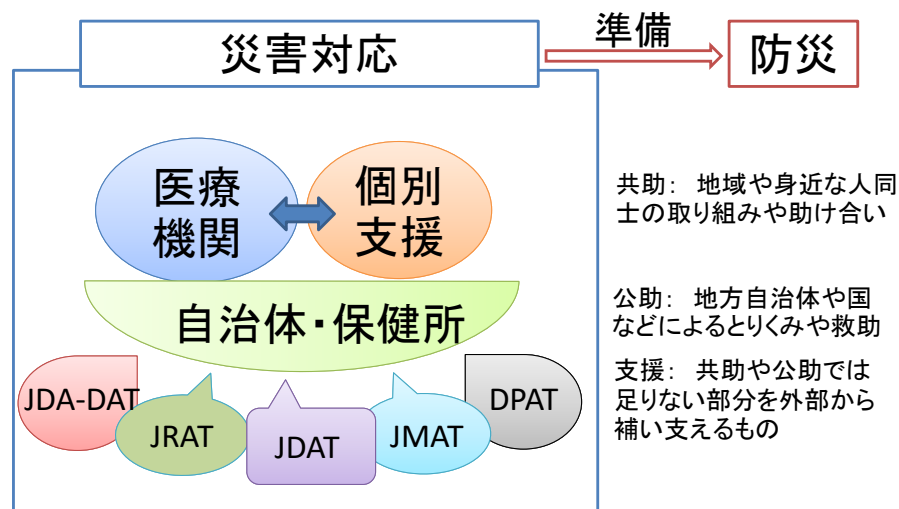 災害対応
準備
防災
医療
機関
個別
支援
共助： 地域や身近な人同
士の取り組みや助け合い
自治体・保健所
公助： 地方自治体や国
などによるとりくみや救助
支援： 共助や公助では
足りない部分を外部から
補い支えるもの
JDA-DAT
JRAT
JDAT
JMAT
DPAT